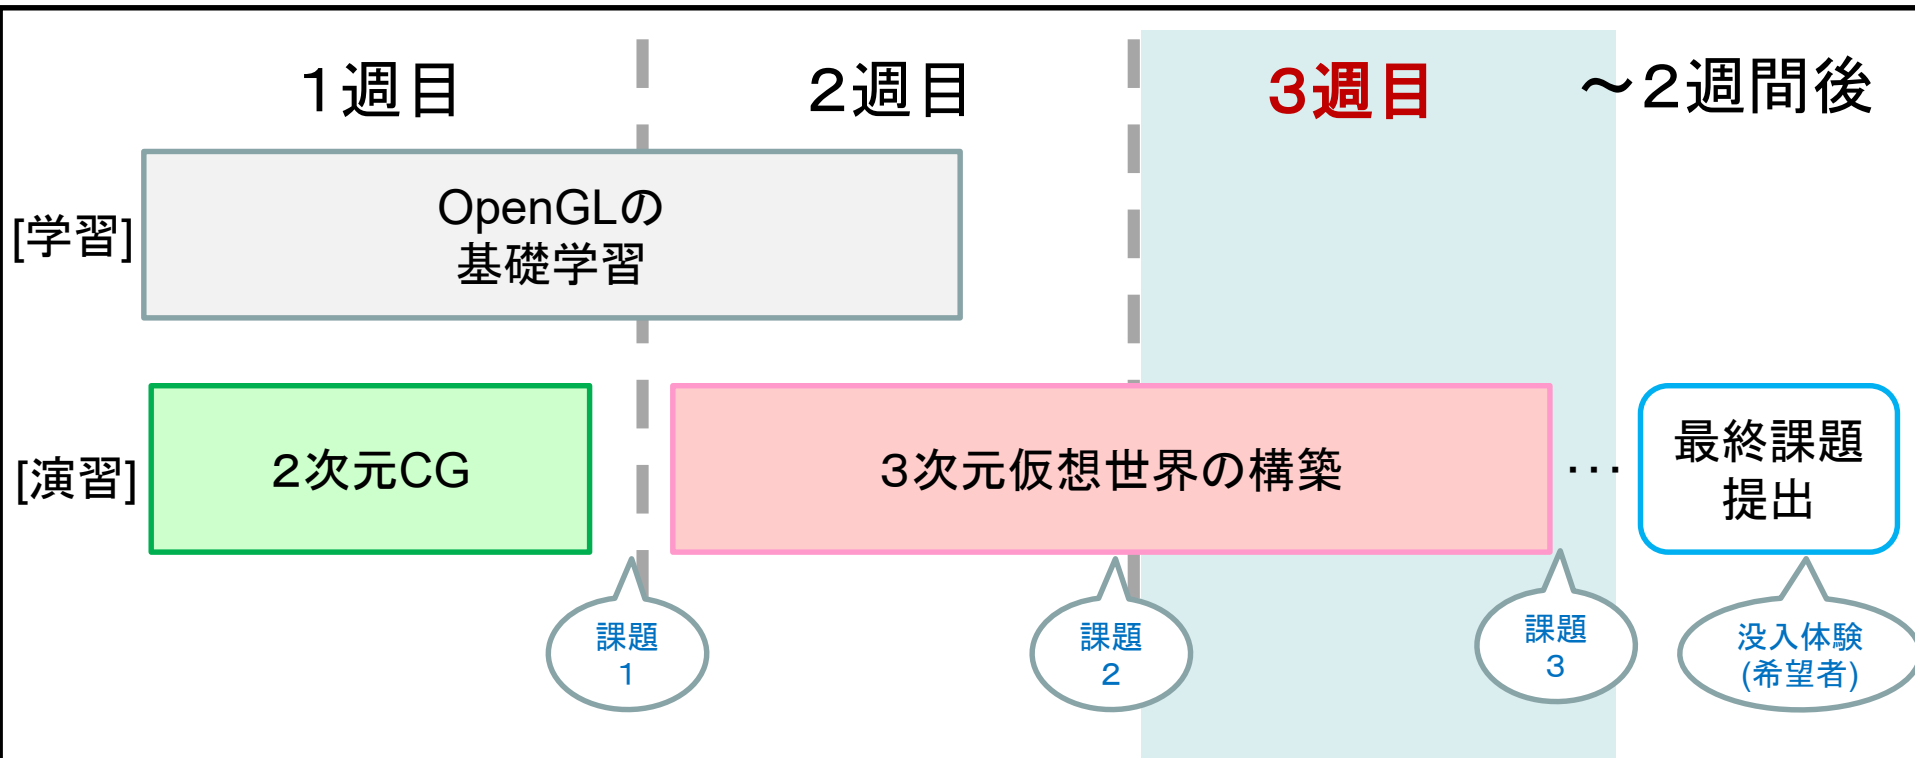 1週目
2週目
3週目
～2週間後
[学習]
OpenGLの
基礎学習
[演習]
2次元CG
3次元仮想世界の構築
…
最終課題
提出
課題
1
課題
2
課題
3
没入体験
(希望者)